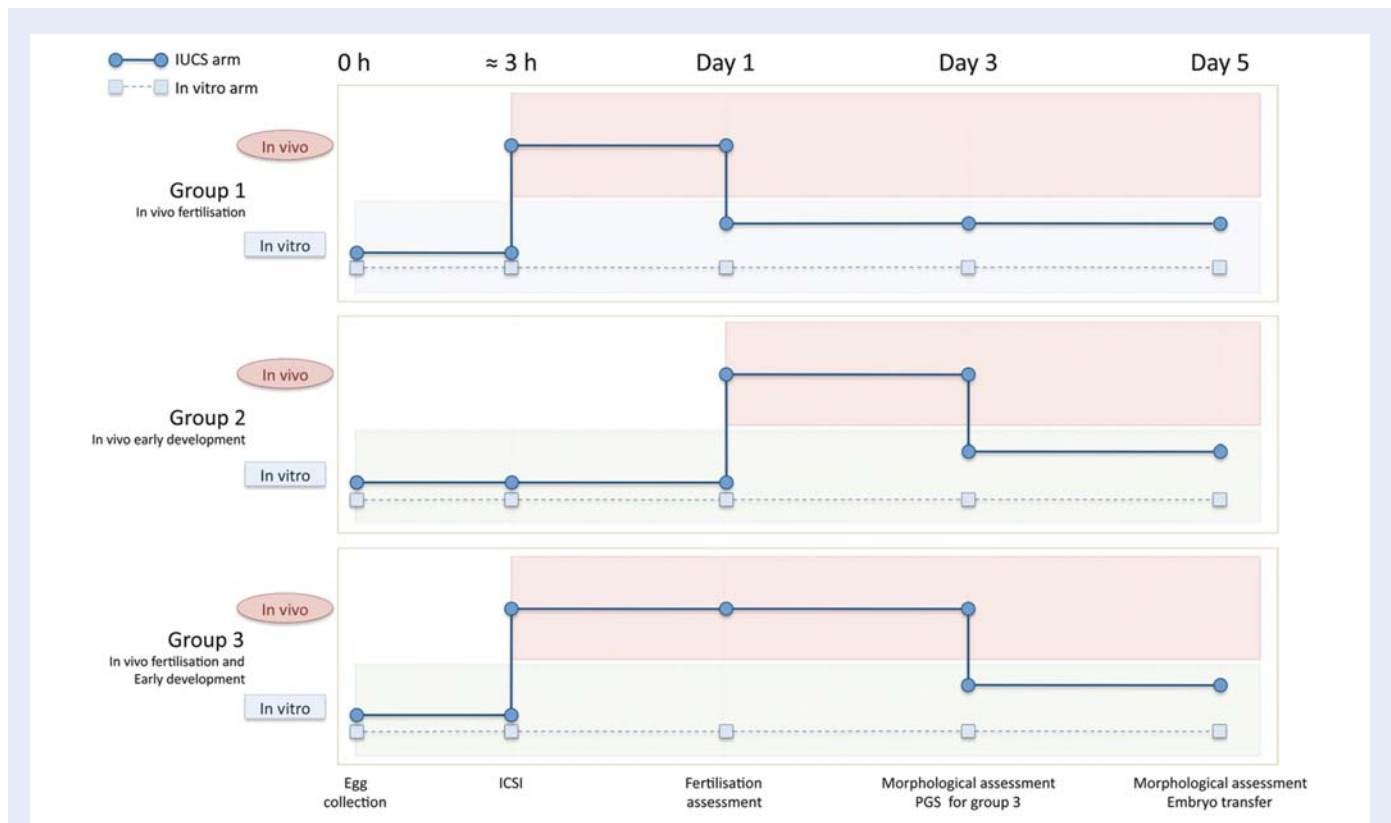 IUCS arm
In vitro arm
0 h
≈ 3 h
Day 1
Day 3
Day 5
In vivo
Group 1
In vivo fertilisation
In vitro
In vivo
Group 2
In vivo early development
In vitro
In vivo
Group 3
In vivo fertilisation and
Early development
In vitro
Egg
collection
ICSI
Fertilisation
assessment
Morphological assessment
PGS for group 3
Morphological assessment
Embryo transfer